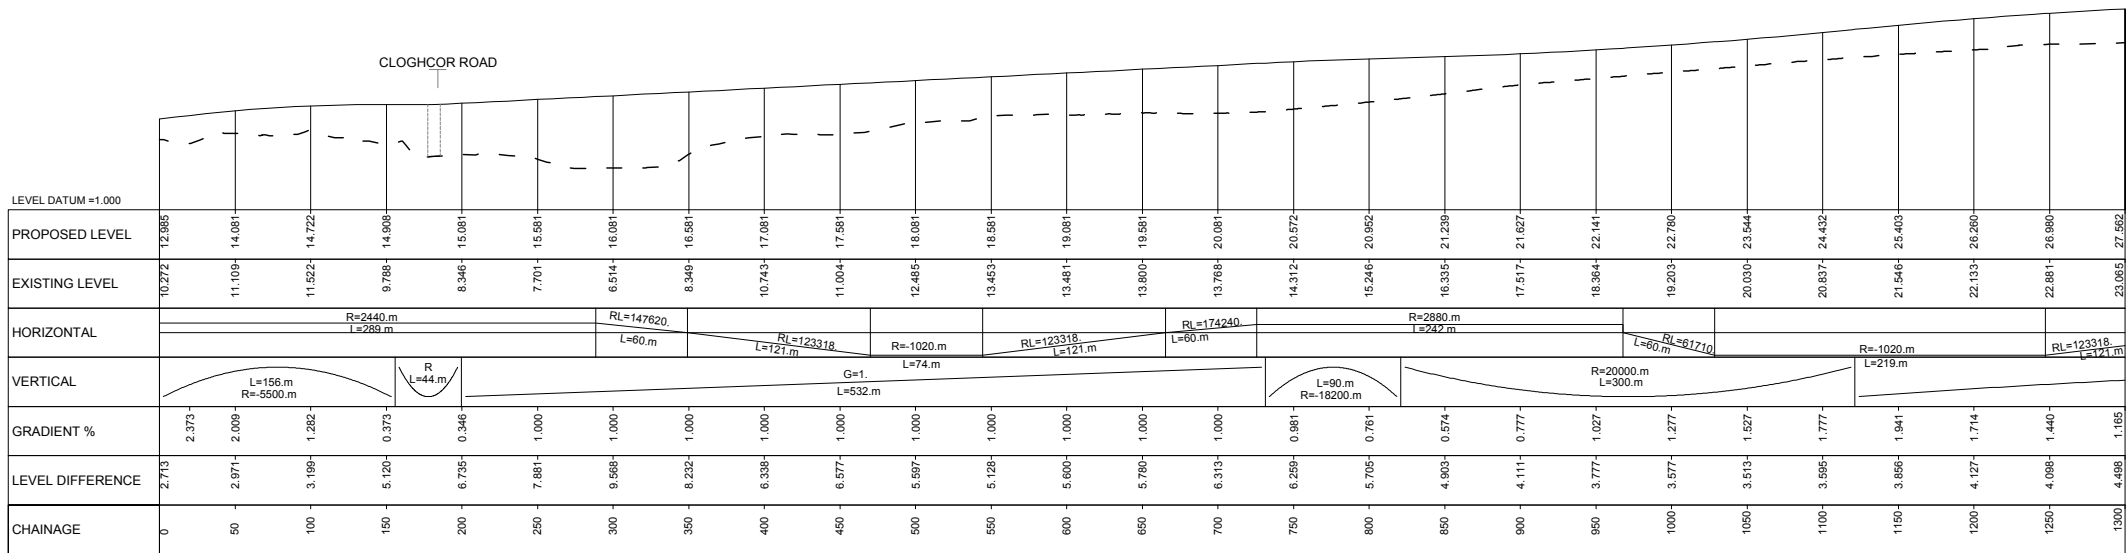 CLOGHCOR ROAD
LEVEL DATUM =1.000
PROPOSED LEVEL 12.985 14.081 14.722 14.908 15.081 15.581 16.081 16.581 17.081 17.581 18.081 18.581 19.081 19.581 20.081 20.572 20.952 21.239 21.627 22.141 22.780 23.544 24.432 25.403 26.260 26.980 27.562
EXISTING LEVEL 10.272 11.109 11.522 9.788 8.346 7.701 6.514 8.349 10.743 11.004 12.485 13.453 13.481 13.800 13.768 14.312 15.246 16.335 17.517 18.364 19.203 20.030 20.837 21.546 22.133 22.881 23.065
HORIZONTAL
R=2440.m
L=289.m
RL=147620.
L=60.m
RL=123318.
L=121.m
R=-1020.m
L=74.m
RL=123318.
L=121.m
RL=174240.
L=60.m
R=2880.m
L=242.m
RL=61710
L=60.m
R=-1020.m
L=219.m
RL=123318.
L=121.m
VERTICAL
L=156.m
R=-5500.m
R
L=44.m
G=1.
L=532.m
L=90.m
R=-18200.m
R=20000.m
L=300.m
GRADIENT % 2.373 2.009 1.282 0.373 0.346 1.000 1.000 1.000 1.000 1.000 1.000 1.000 1.000 1.000 1.000 0.981 0.761 0.574 0.777 1.027 1.277 1.527 1.777 1.941 1.714 1.440 1.165
LEVEL DIFFERENCE 2.713 2.971 3.199 5.120 6.735 7.881 9.568 8.232 6.338 6.577 5.597 5.128 5.600 5.780 6.313 6.259 5.705 4.903 4.111 3.777 3.577 3.513 3.595 3.856 4.127 4.098 4.498
CHAINAGE 0 50 100 150 200 250 300 350 400 450 500 550 600 650 700 750 800 850 900 950 1000 1050 1100 1150 1200 1250 1300